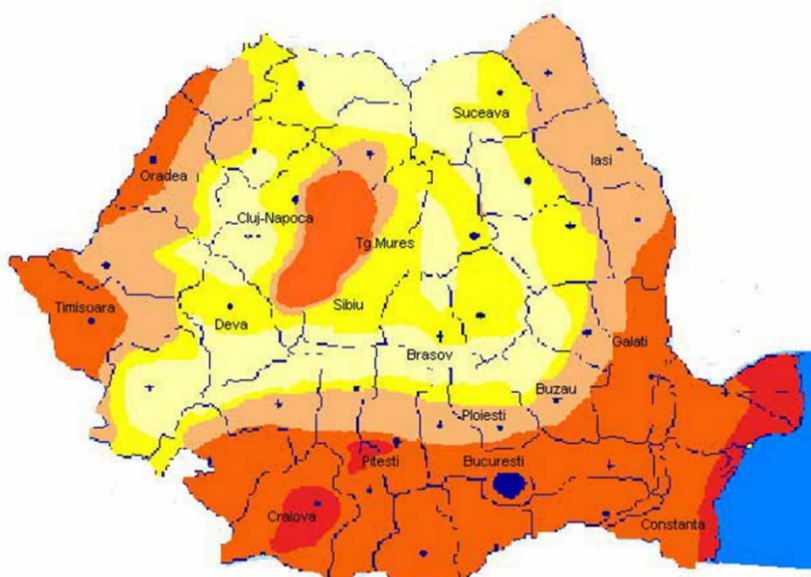 Suceava
Iasi
Oradea
Cluj-Napoca
Tg.Mures
Timisoara
Sibiu
Deva
Galati
Brasov
Buzau
Ploiesti
Pitesti
Bucuresti
Craiova
Constanta